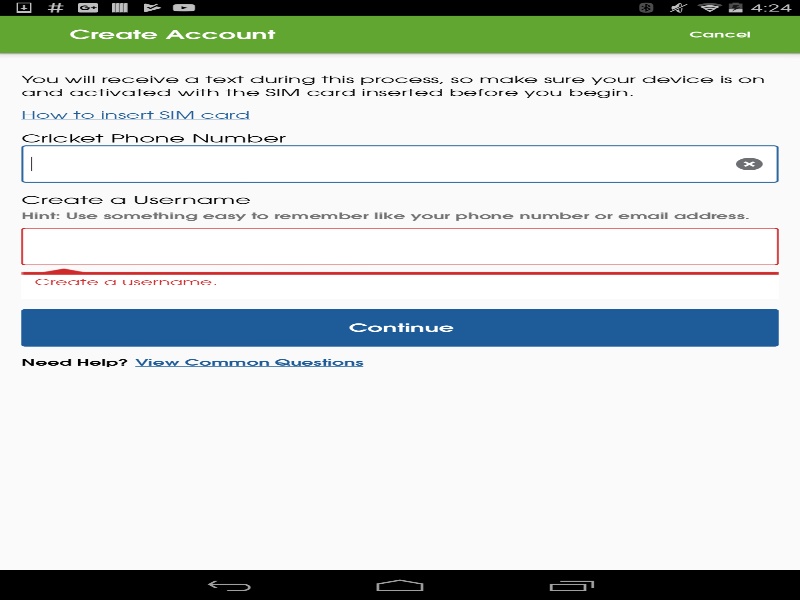 4:24
Create Account
Cancel
You will receive a text during this process, so make sure your device is on
and activated with the SIM card inserted before you begin.
How to insert SIM card
Cricket Phone Number
Create a Username
Hint: Use something easy to remember like your phone number or email address.
Create a username.
Continue
Need Help? View Common Questions